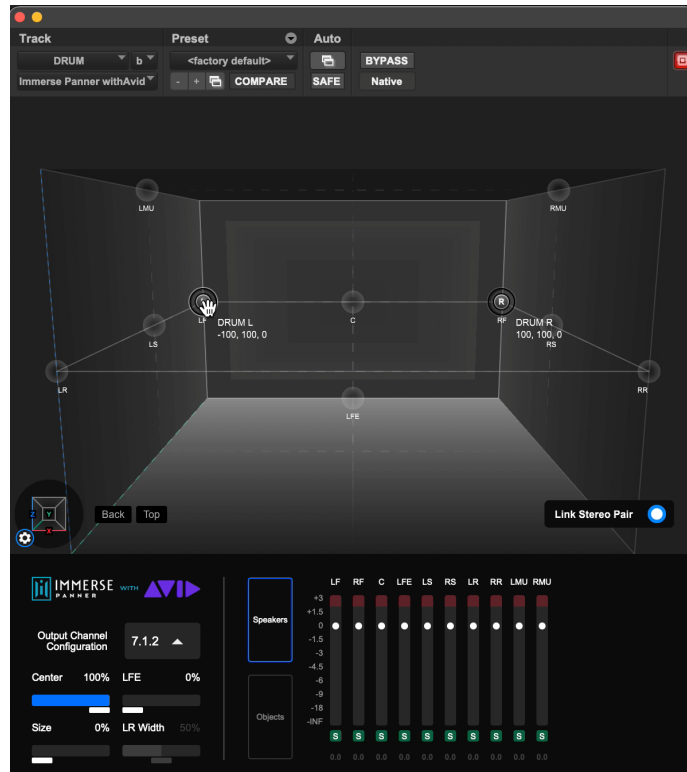 Track Preset Auto
DRUM b <factory default> BYPASS
Immerse Panner withAvid - + COMPARE SAFE Native
LMU RMU
R
LF DRUM L C RF DRUM R
-100, 100, 0 100, 100, 0
LS RS
LR RR
LFE
Z Y
X
Back Top Link Stereo Pair
IMMERSE WITH AVID
PANNER
LF RF C LFE LS RS LR RR LMU RMU
+3
+1.5
Speakers 0
Output Channel
Configuration 7.1.2 -1.5
-3
-4.5
Center 100% LFE 0% -6
-9
-18
Objects -INF
Size 0% LR Width 50% S S S S S S S S S S
0.0 0.0 0.0 0.0 0.0 0.0 0.0 0.0 0.0 0.0